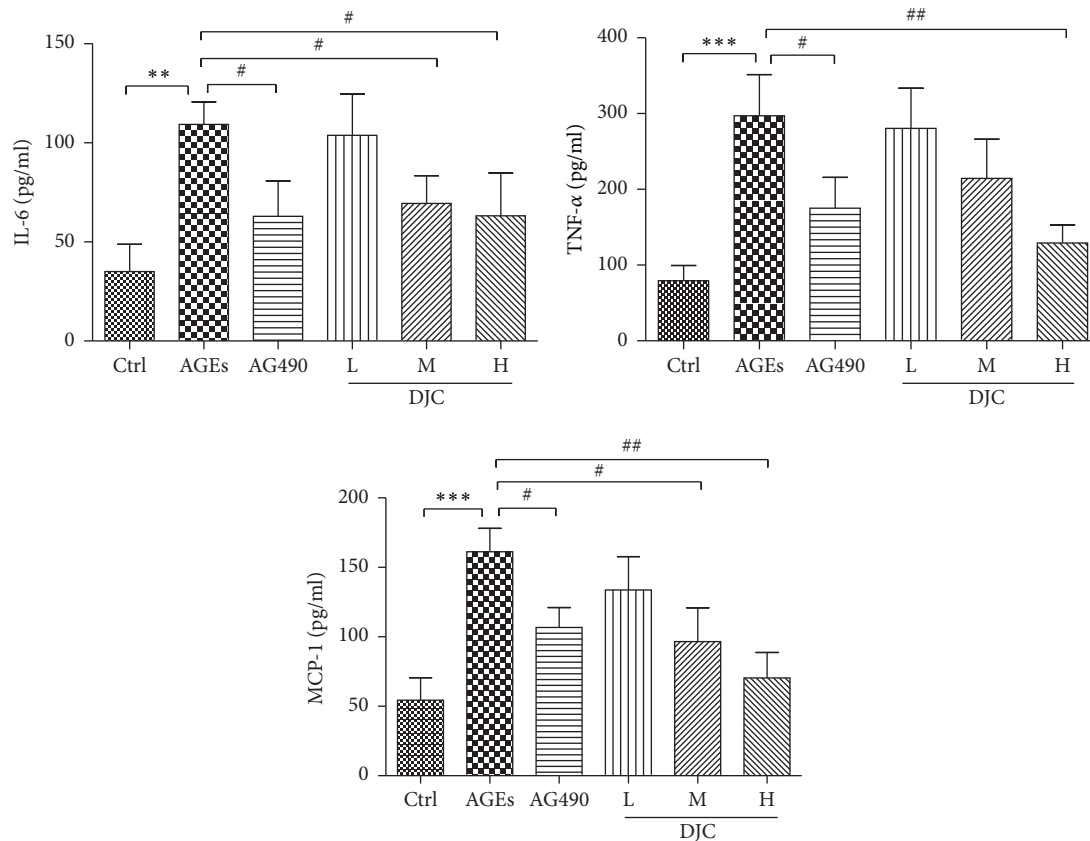 #
#
** #
150
100
50
0
IL-6 (pg/ml)
Ctrl AGEs AG490 L M H
DJC
##
*** #
400
300
200
100
0
TNF-α (pg/ml)
Ctrl AGEs AG490 L M H
DJC
##
#
*** #
200
150
100
50
0
MCP-1 (pg/ml)
Ctrl AGEs AG490 L M H
DJC